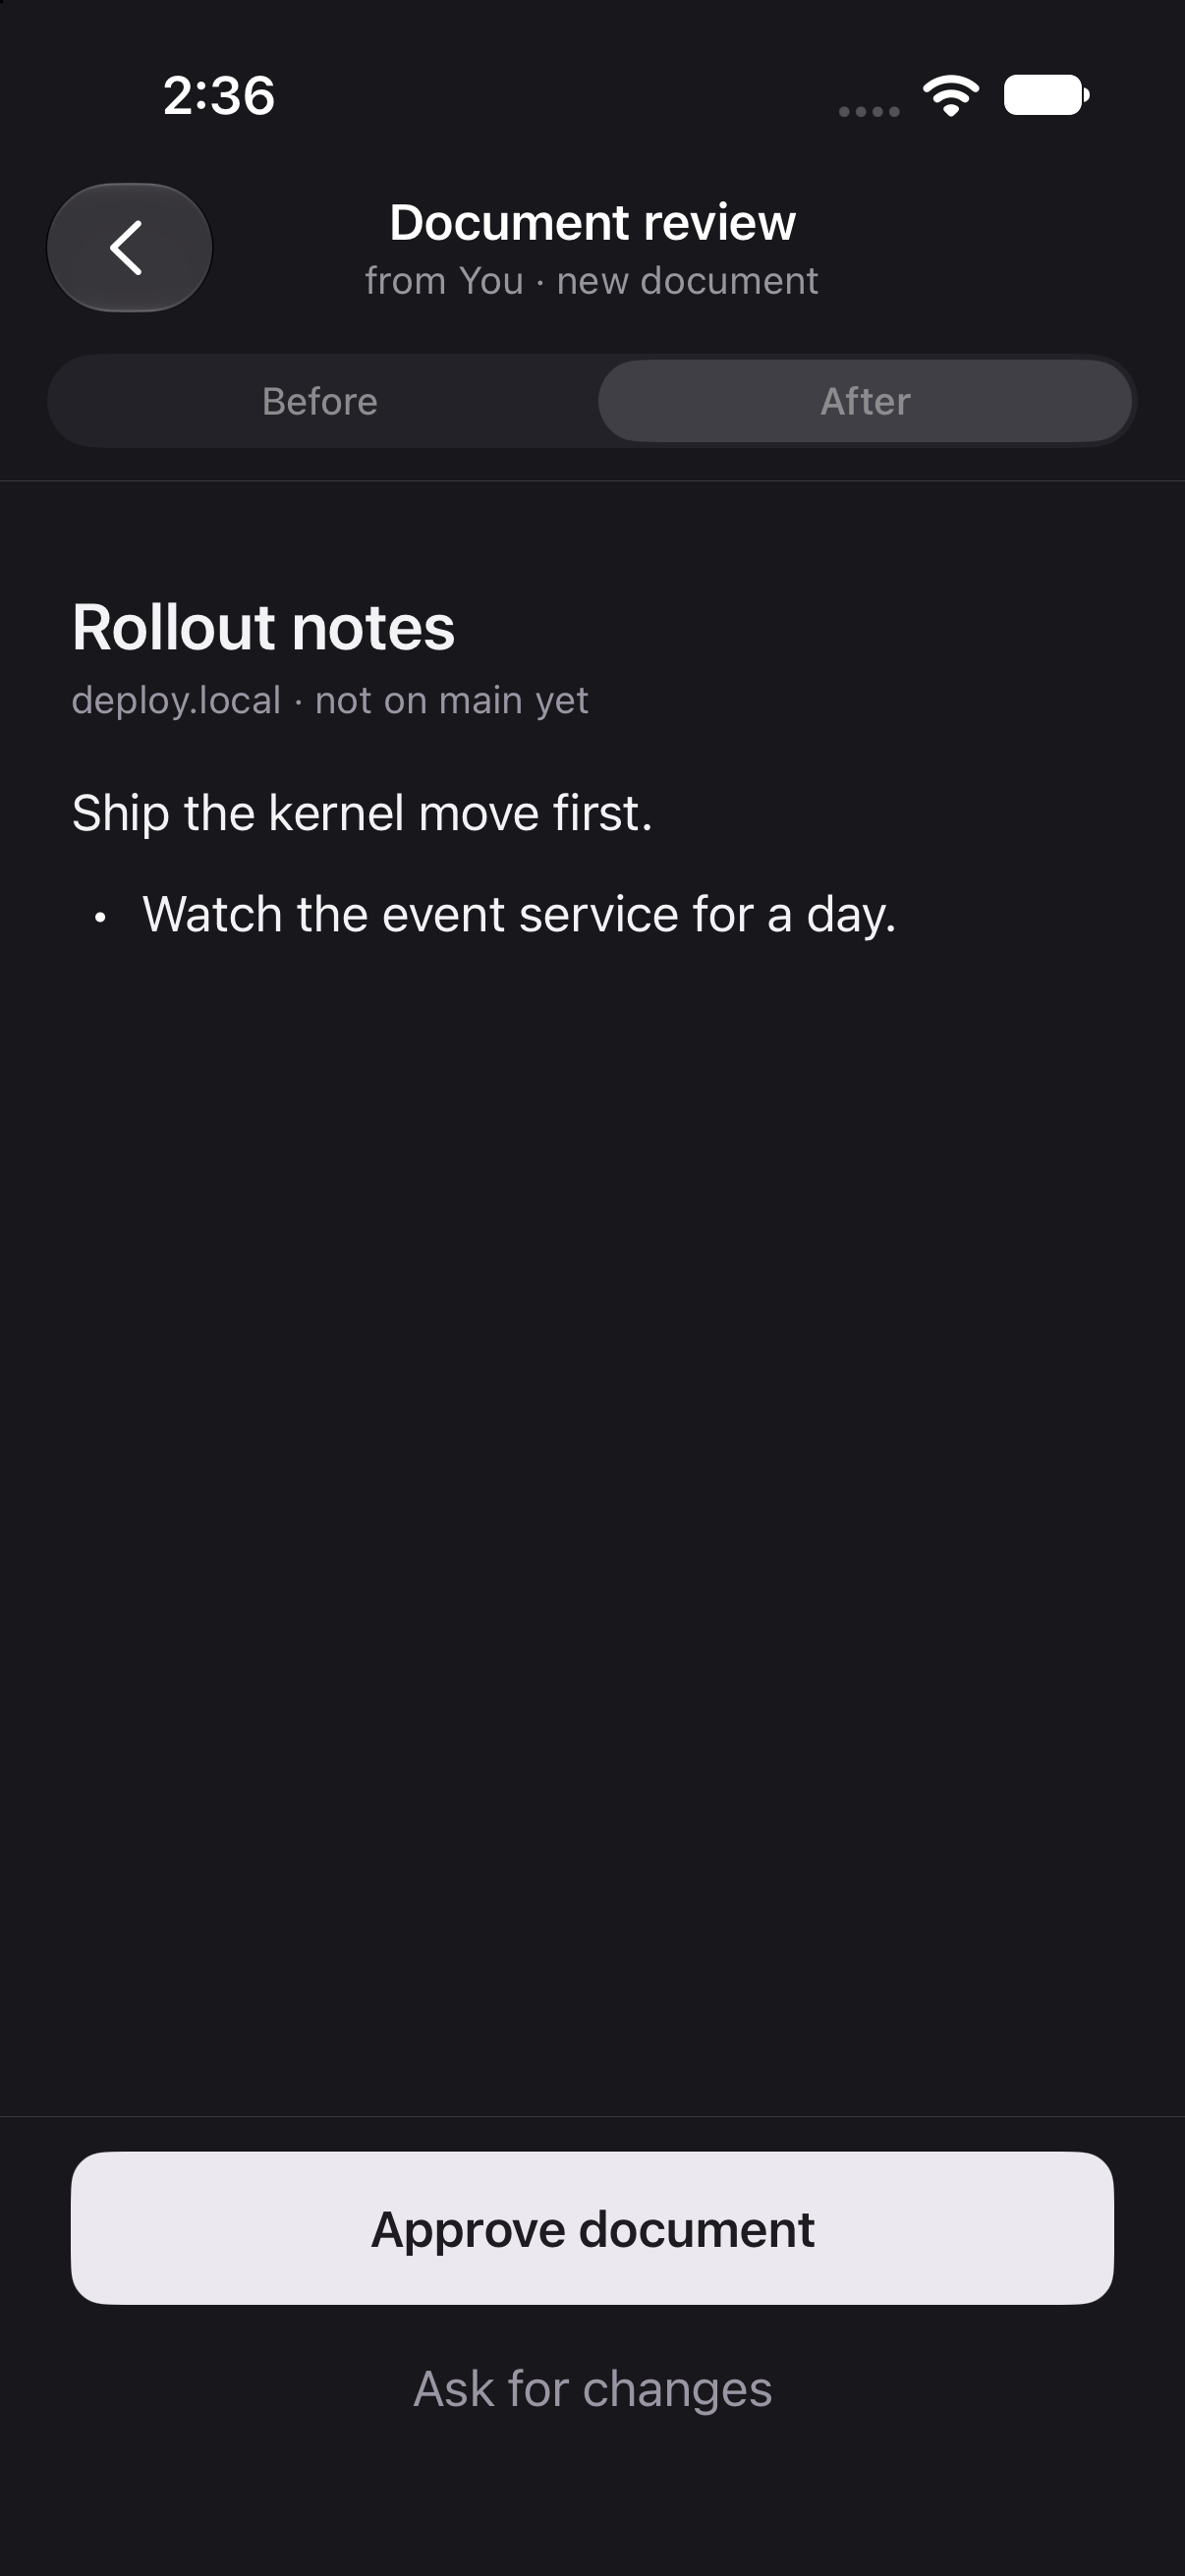 2:36
Document review
from You · new document
Before
After
Rollout notes
deploy.local · not on main yet
Ship the kernel move first.
• Watch the event service for a day.
Approve document
Ask for changes